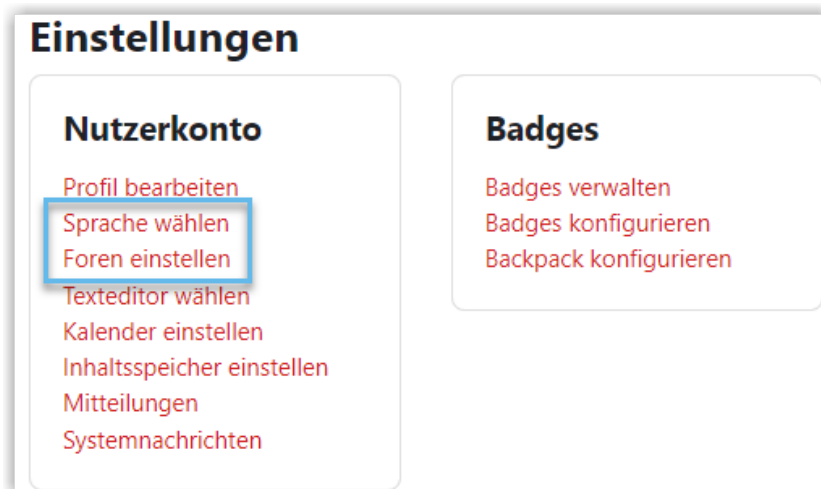 Einstellungen
Nutzerkonto
Profil bearbeiten
Sprache wählen
Foren einstellen
Texteditor wählen
Kalender einstellen
Inhaltsspeicher einstellen
Mitteilungen
Systemnachrichten
Badges
Badges verwalten
Badges konfigurieren
Backpack konfigurieren